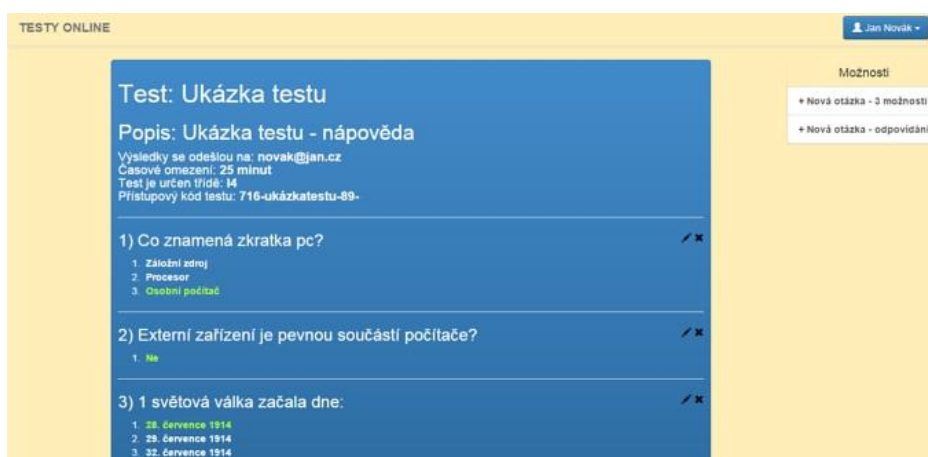 TESTY ONLINE
Jan Novák
Test: Ukázka testu
Popis: Ukázka testu - nápověda
Výsledky se odešlou na: novak@jan.cz
Časové omezení: 25 minut
Test je určen třídě: I4
Přístupový kód testu: 716-ukázkatestu-89-
1) Co znamená zkratka pc?
1. Záložní zdroj
2. Procesor
3. Osobní počítač
2) Externí zařízení je pevnou součástí počítače?
1. Ne
3) 1 světová válka začala dne:
1. 28. července 1914
2. 29. července 1914
3. 32. července 1914
Možnosti
+ Nová otázka - 3 možnosti
+ Nová otázka - odpovídání